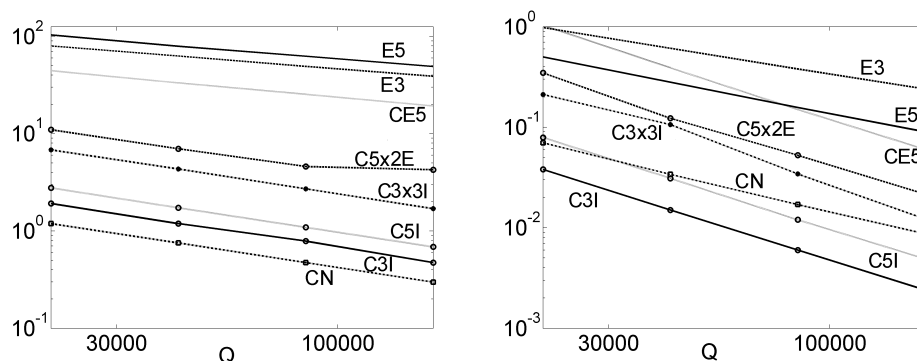 10^2
10^1
10^0
10^-1
E5
E3
CE5
C5x2E
C3x3I
C5I
C3I
CN
30000
100000
Q
10^0
10^-1
10^-2
10^-3
E3
E5
C3x3I
C5x2E
CE5
CN
C3I
C5I
30000
100000
Q